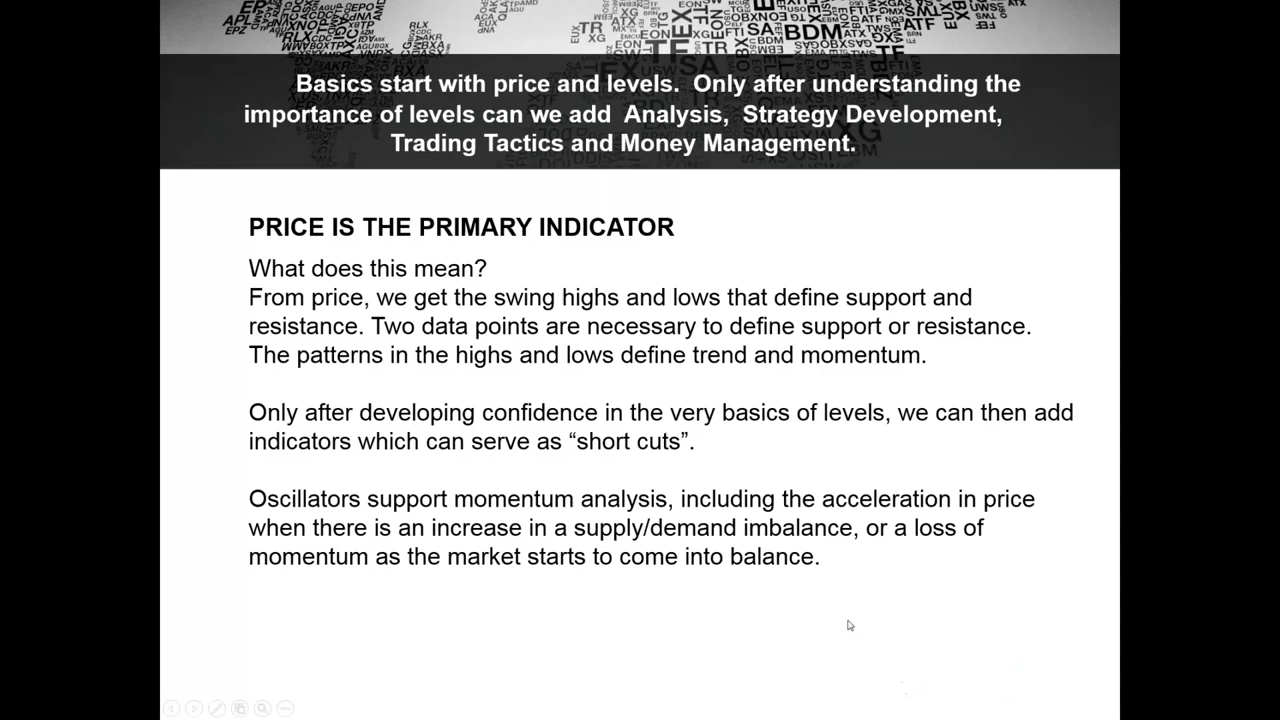 Basics start with price and levels.  Only after understanding the
importance of levels can we add  Analysis,  Strategy Development,
Trading Tactics and Money Management.
PRICE IS THE PRIMARY INDICATOR
What does this mean?
From price, we get the swing highs and lows that define support and
resistance. Two data points are necessary to define support or resistance.
The patterns in the highs and lows define trend and momentum.
Only after developing confidence in the very basics of levels, we can then add
indicators which can serve as “short cuts”.
Oscillators support momentum analysis, including the acceleration in price
when there is an increase in a supply/demand imbalance, or a loss of
momentum as the market starts to come into balance.